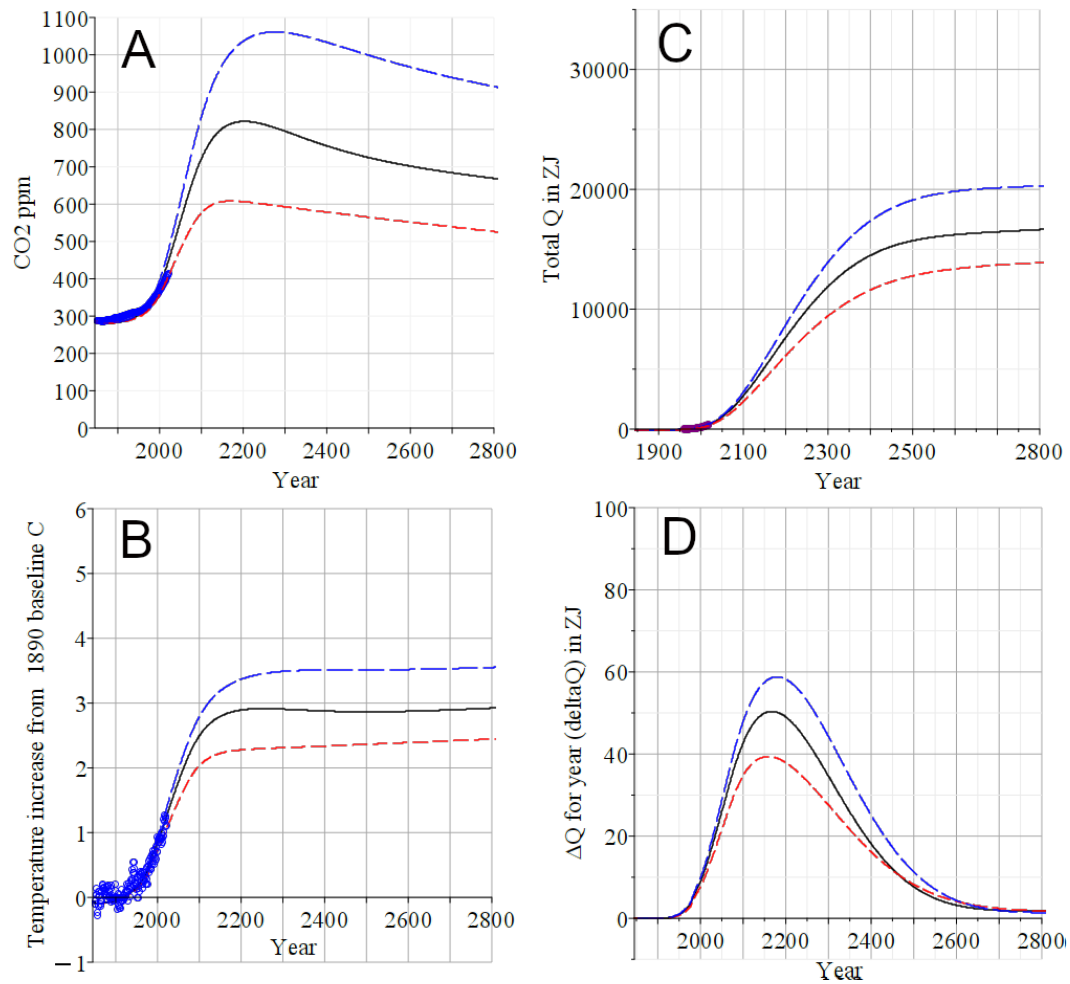 A
CO2 ppm
1100
1000
900
800
700
600
500
400
300
200
100
0
2000 2200 2400 2600 2800
Year
C
Total Q in ZJ
30000
20000
10000
0
1900 2100 2300 2500 2800
Year
B
Temperature increase from 1890 baseline C
6
5
4
3
2
1
0
−1
2000 2200 2400 2600 2800
Year
D
ΔQ for year (deltaQ) in ZJ
100
80
60
40
20
0
2000 2200 2400 2600 2800
Year